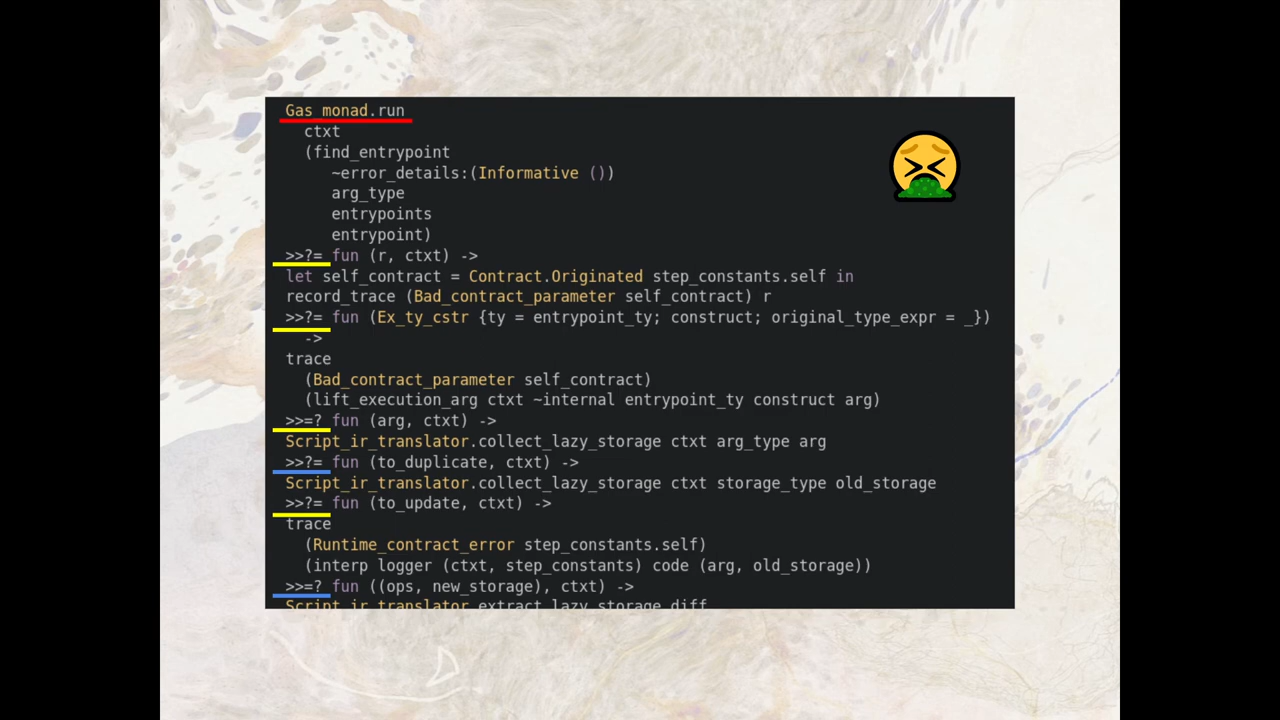 Gas_monad.run
ctxt
(find_entrypoint
~error_details:(Informative ())
arg_type
entrypoints
entrypoint)
>>?= fun (r, ctxt) ->
let self_contract = Contract.Originated step_constants.self in
record_trace (Bad_contract_parameter self_contract) r
>>?= fun (Ex_ty_cstr {ty = entrypoint_ty; construct; original_type_expr = _})
->
trace
(Bad_contract_parameter self_contract)
(lift_execution_arg ctxt ~internal entrypoint_ty construct arg)
>>=? fun (arg, ctxt) ->
Script_ir_translator.collect_lazy_storage ctxt arg_type arg
>>?= fun (to_duplicate, ctxt) ->
Script_ir_translator.collect_lazy_storage ctxt storage_type old_storage
>>?= fun (to_update, ctxt) ->
trace
(Runtime_contract_error step_constants.self)
(interp logger (ctxt, step_constants) code (arg, old_storage))
>>=? fun ((ops, new_storage), ctxt) ->
Script_ir_translator.extract_lazy_storage_diff